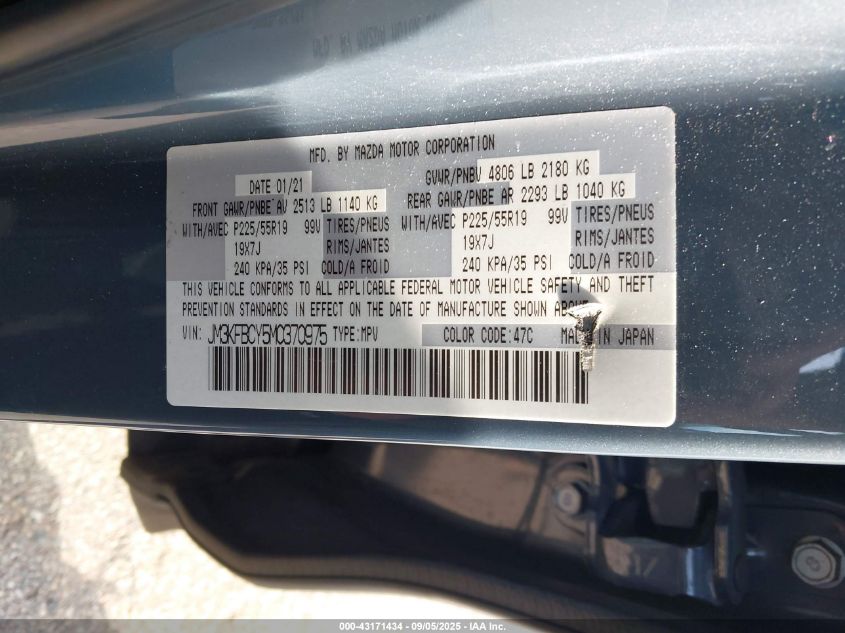 MFD. BY MAZDA MOTOR CORPORATION
DATE 01/21 GVWR/PNBV 4806 LB 2180 KG
FRONT GAWR/PNBE AV 2513 LB 1140 KG REAR GAWR/PNBE AR 2293 LB 1040 KG
WITH/AVEC P225/55R19 99V TIRES/PNEUS WITH/AVEC P225/55R19 99V TIRES/PNEUS
19X7J RIMS/JANTES 19X7J RIMS/JANTES
240 KPA/35 PSI COLD/A FROID 240 KPA/35 PSI COLD/A FROID
THIS VEHICLE CONFORMS TO ALL APPLICABLE FEDERAL MOTOR VEHICLE SAFETY AND THEFT
PREVENTION STANDARDS IN EFFECT ON THE DATE OF MANUFACTURE SHOWN ABOVE.
VIN: JM3KFBCY5M0370975 TYPE:MPV COLOR CODE:47C MADE IN JAPAN
000-43171434 - 09/05/2025 - IAA Inc.